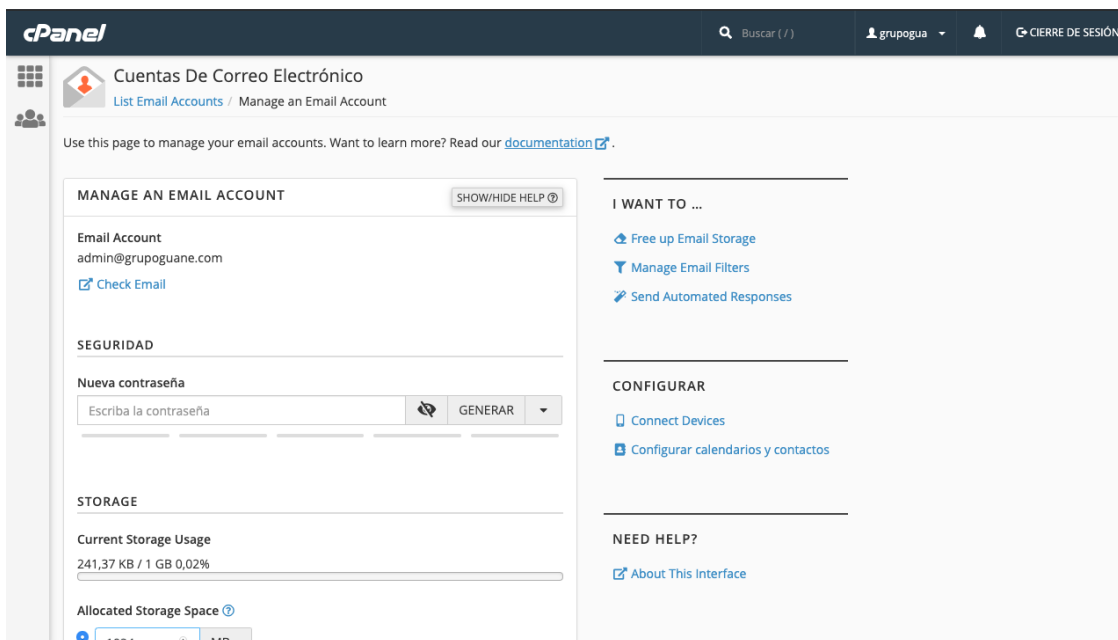 cPanel
Buscar ( / )
grupogua
CIERRE DE SESIÓN
Cuentas De Correo Electrónico
List Email Accounts / Manage an Email Account
Use this page to manage your email accounts. Want to learn more? Read our documentation .
MANAGE AN EMAIL ACCOUNT
SHOW/HIDE HELP
Email Account
admin@grupoguane.com
Check Email
SEGURIDAD
Nueva contraseña
Escriba la contraseña
GENERAR
STORAGE
Current Storage Usage
241,37 KB / 1 GB 0,02%
Allocated Storage Space
I WANT TO ...
Free up Email Storage
Manage Email Filters
Send Automated Responses
CONFIGURAR
Connect Devices
Configurar calendarios y contactos
NEED HELP?
About This Interface